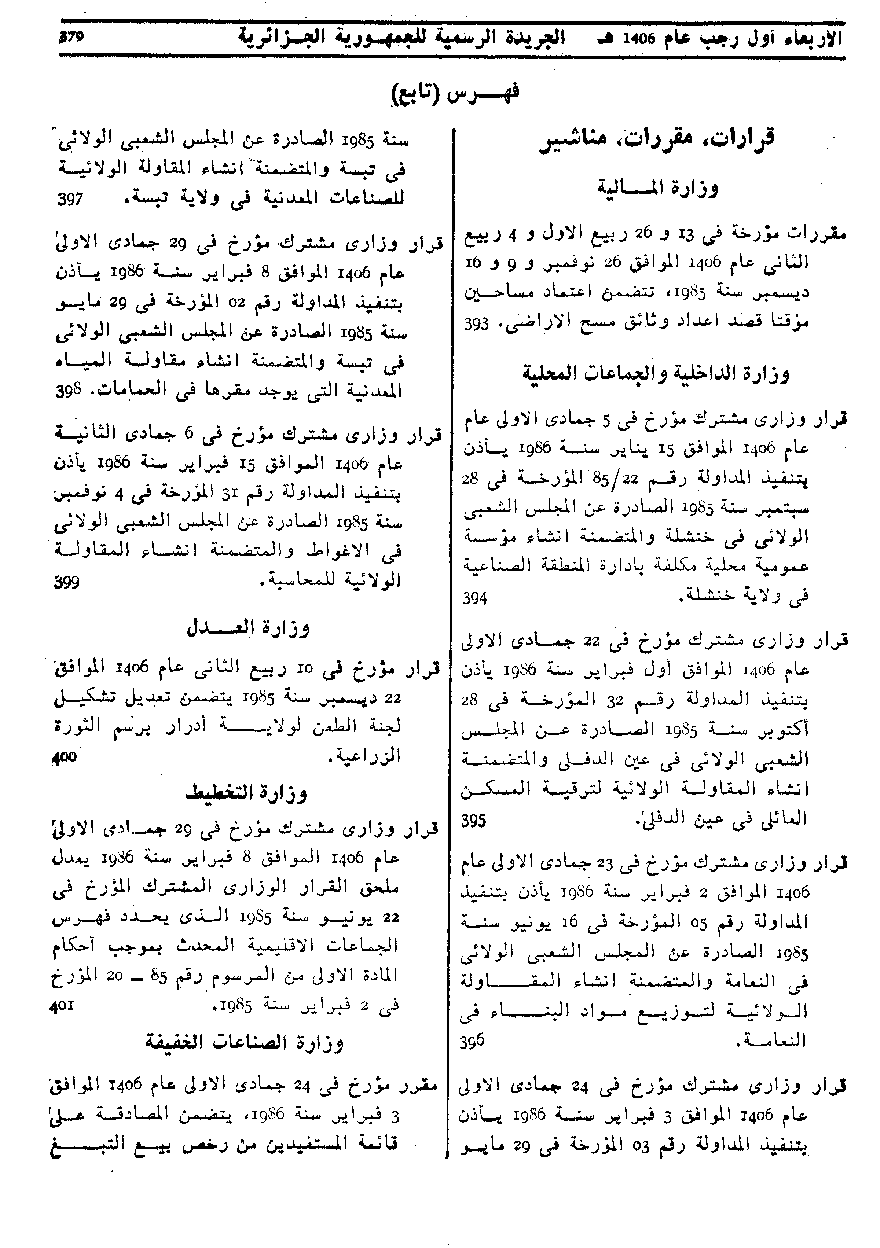 الاربعاء أول رجب عام 1406 هـ الجريدة الرسمية للجمهورية الجزائرية 379
فهرس (تابع)
قرارات، مقررات، مناشير
وزارة المالية
مقررات مؤرخة في 13 و 26 ربيع الاول و 4 ربيع
الثاني عام 1406 الموافق 26 نوفمبر و 9 و 16
ديسمبر سنة 1985، تتضمن اعتماد مساحين
مؤقتا قصد اعداد وثائق مسح الاراضي. 393
وزارة الداخلية والجماعات المحلية
قرار وزاري مشترك مؤرخ في 5 جمادى الاولى عام
عام 1406 الموافق 15 يناير سنة 1986 يأذن
بتنفيذ المداولة رقم 85/22 المؤرخة في 28
سبتمبر سنة 1985 الصادرة عن المجلس الشعبي
الولائي في خنشلة والمتضمنة انشاء مؤسسة
عمومية محلية مكلفة بادارة المنطقة الصناعية
في ولاية خنشلة. 394
قرار وزاري مشترك مؤرخ في 22 جمادى الاولى
عام 1406 الموافق أول فبراير سنة 1986 يأذن
بتنفيذ المداولة رقم 32 المؤرخة في 28
أكتوبر سنة 1985 الصادرة عن المجلس
الشعبي الولائي في عين الدفلى والمتضمنة
انشاء المقاولة الولائية لترقية السكن
العائلي في عين الدفلى. 395
قرار وزاري مشترك مؤرخ في 23 جمادى الاولى عام
1406 الموافق 2 فبراير سنة 1986 يأذن بتنفيذ
المداولة رقم 05 المؤرخة في 16 يونيو سنة
1985 الصادرة عن المجلس الشعبي الولائي
في النعامة والمتضمنة انشاء المقاولة
الولائية لتوزيع مواد البناء في
النعامة. 396
قرار وزاري مشترك مؤرخ في 24 جمادى الاولى
عام 1406 الموافق 3 فبراير سنة 1986 يأذن
بتنفيذ المداولة رقم 03 المؤرخة في 29 مايو
سنة 1985 الصادرة عن المجلس الشعبي الولائي
في تبسة والمتضمنة انشاء المقاولة الولائية
للصناعات المعدنية في ولاية تبسة. 397
قرار وزاري مشترك مؤرخ في 29 جمادى الاولى
عام 1406 الموافق 8 فبراير سنة 1986 يأذن
بتنفيذ المداولة رقم 02 المؤرخة في 29 مايو
سنة 1985 الصادرة عن المجلس الشعبي الولائي
في تبسة والمتضمنة انشاء مقاولة المياه
المعدنية التي يوجد مقرها في الحمامات. 398
قرار وزاري مشترك مؤرخ في 6 جمادى الثانية
عام 1406 الموافق 15 فبراير سنة 1986 يأذن
بتنفيذ المداولة رقم 31 المؤرخة في 4 نوفمبر
سنة 1985 الصادرة عن المجلس الشعبي الولائي
في الاغواط والمتضمنة انشاء المقاولة
الولائية للمحاسبة. 399
وزارة العدل
قرار مؤرخ في 10 ربيع الثاني عام 1406 الموافق
22 ديسمبر سنة 1985 يتضمن تعديل تشكيل
لجنة الطعن لولاية أدرار برسم الثورة
الزراعية. 400
وزارة التخطيط
قرار وزاري مشترك مؤرخ في 29 جمادى الاولى
عام 1406 الموافق 8 فبراير سنة 1986 يعدل
ملحق القرار الوزاري المشترك المؤرخ في
22 يونيو سنة 1985 الذي يحدد فهرس
الجماعات الاقليمية المحدث بموجب أحكام
المادة الاولى من المرسوم رقم 85 - 20 المؤرخ
في 2 فبراير سنة 1985. 401
وزارة الصناعات الخفيفة
مقرر مؤرخ في 24 جمادى الاولى عام 1406 الموافق
3 فبراير سنة 1986، يتضمن المصادقة على
قائمة المستفيدين من رخص بيع التبغ